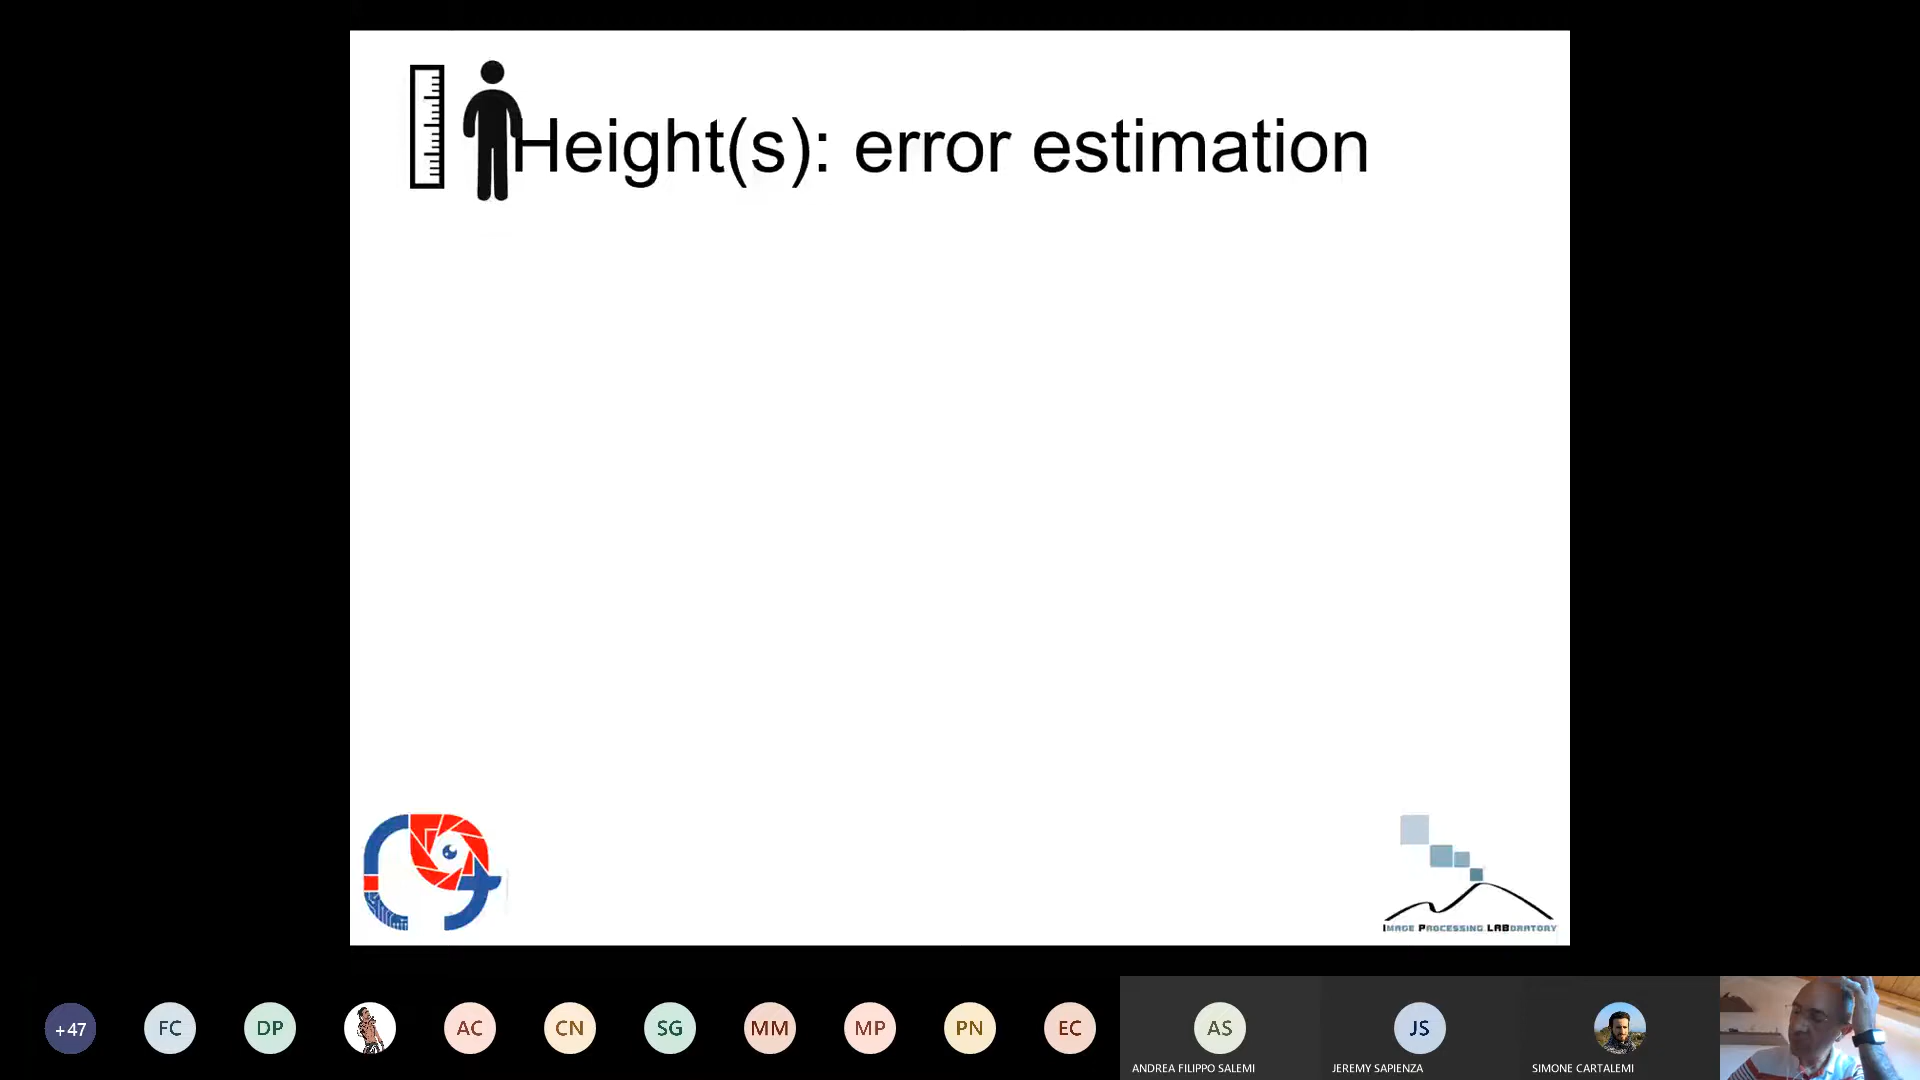 Height(s): error estimation
IMAGE PROCESSING LABORATORY
+47
FC
DP
AC
CN
SG
MM
MP
PN
EC
AS
JS
ANDREA FILIPPO SALEMI
JEREMY SAPIENZA
SIMONE CARTALEMI